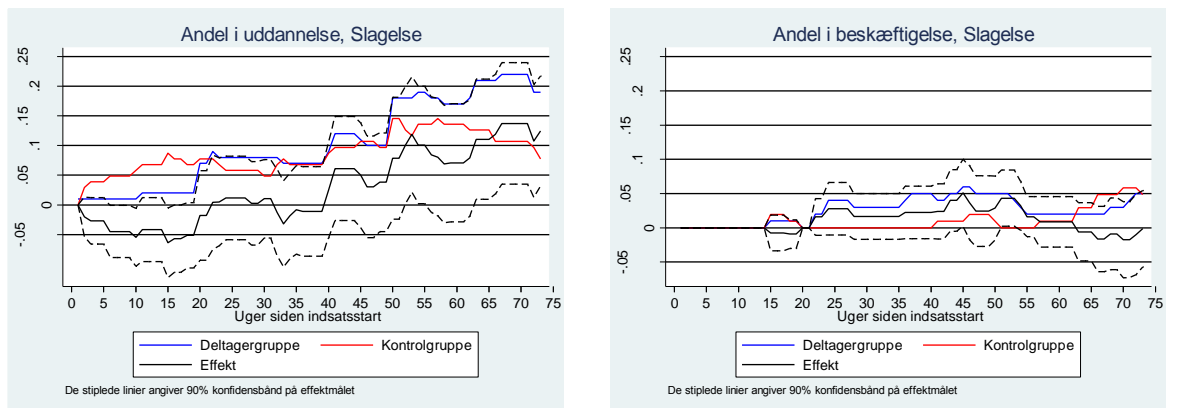 Andel i uddannelse, Slagelse
.25
.2
.15
.1
.05
0
-.05
0 5 10 15 20 25 30 35 40 45 50 55 60 65 70 75
Uger siden indsatsstart
Deltagergruppe Kontrolgruppe
Effekt
De stiplede linier angiver 90% konfidensbånd på effektmålet
Andel i beskæftigelse, Slagelse
.25
.2
.15
.1
.05
0
-.05
0 5 10 15 20 25 30 35 40 45 50 55 60 65 70 75
Uger siden indsatsstart
Deltagergruppe Kontrolgruppe
Effekt
De stiplede linier angiver 90% konfidensbånd på effektmålet